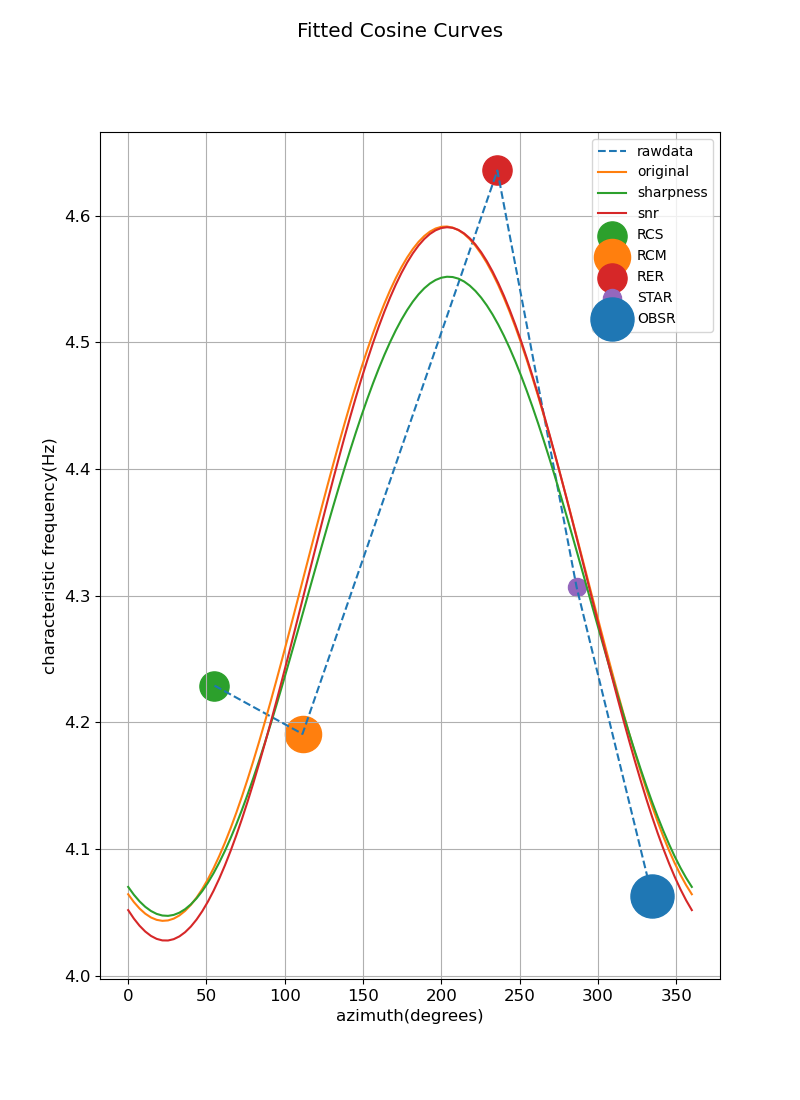 Fitted Cosine Curves
rawdata
original
sharpness
snr
RCS
RCM
RER
STAR
OBSR
characteristic frequency(Hz)
4.6
4.5
4.4
4.3
4.2
4.1
4.0
0 50 100 150 200 250 300 350
azimuth(degrees)